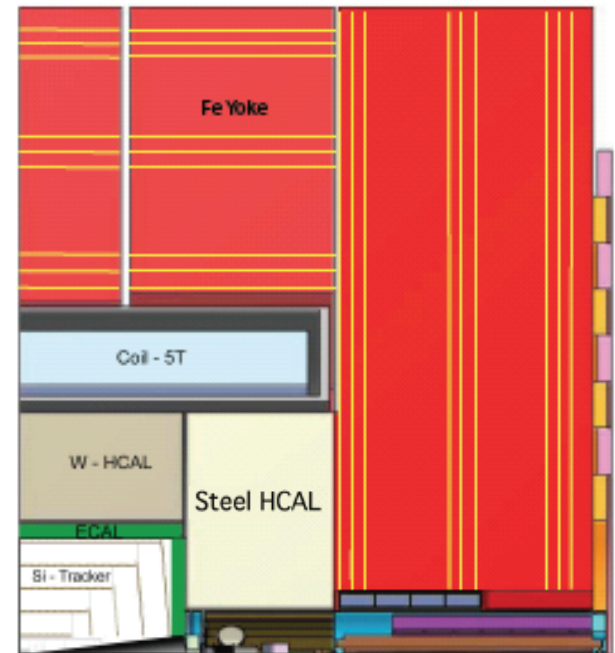 Fe Yoke
Coil - 5T
W - HCAL
Steel HCAL
ECAL
Si - Tracker